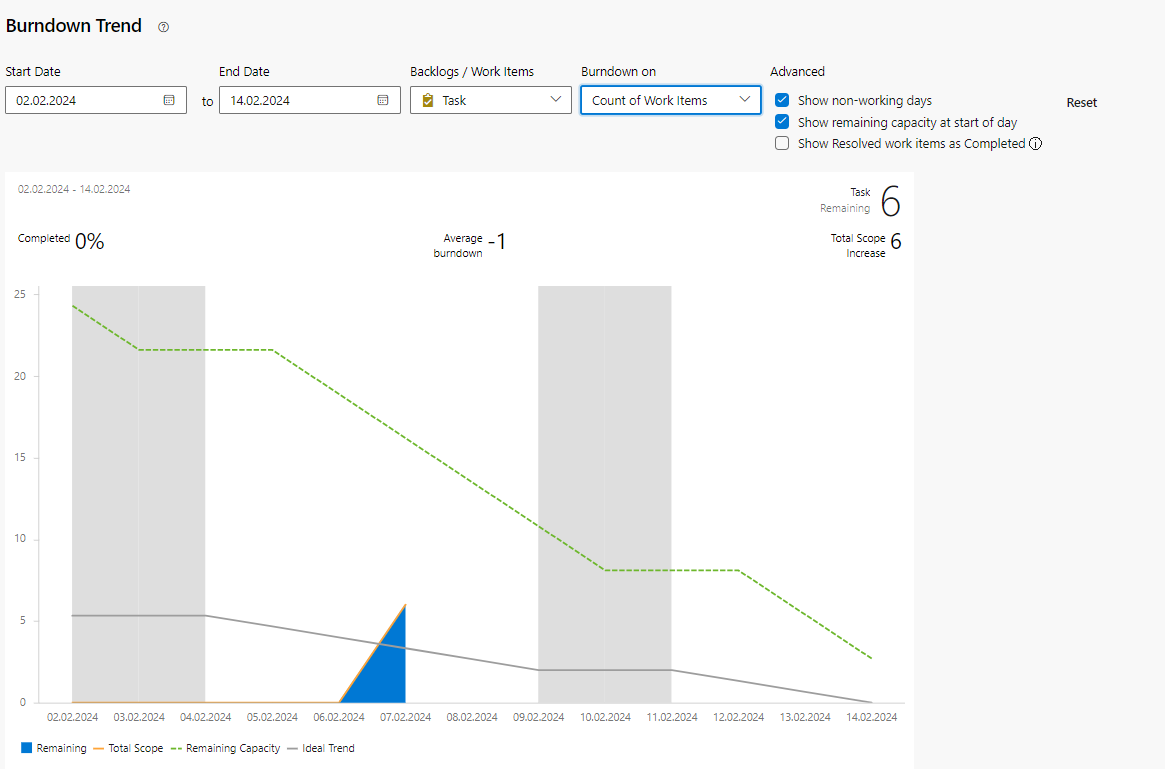 Burndown Trend
Start Date End Date Backlogs / Work Items Burndown on Advanced
02.02.2024 to 14.02.2024 Task Count of Work Items Show non-working days Reset
Show remaining capacity at start of day
Show Resolved work items as Completed
02.02.2024 - 14.02.2024 Task Remaining 6
Completed 0% Average burndown -1 Total Scope Increase 6
25
20
15
10
5
0
02.02.2024 03.02.2024 04.02.2024 05.02.2024 06.02.2024 07.02.2024 08.02.2024 09.02.2024 10.02.2024 11.02.2024 12.02.2024 13.02.2024 14.02.2024
Remaining Total Scope Remaining Capacity Ideal Trend